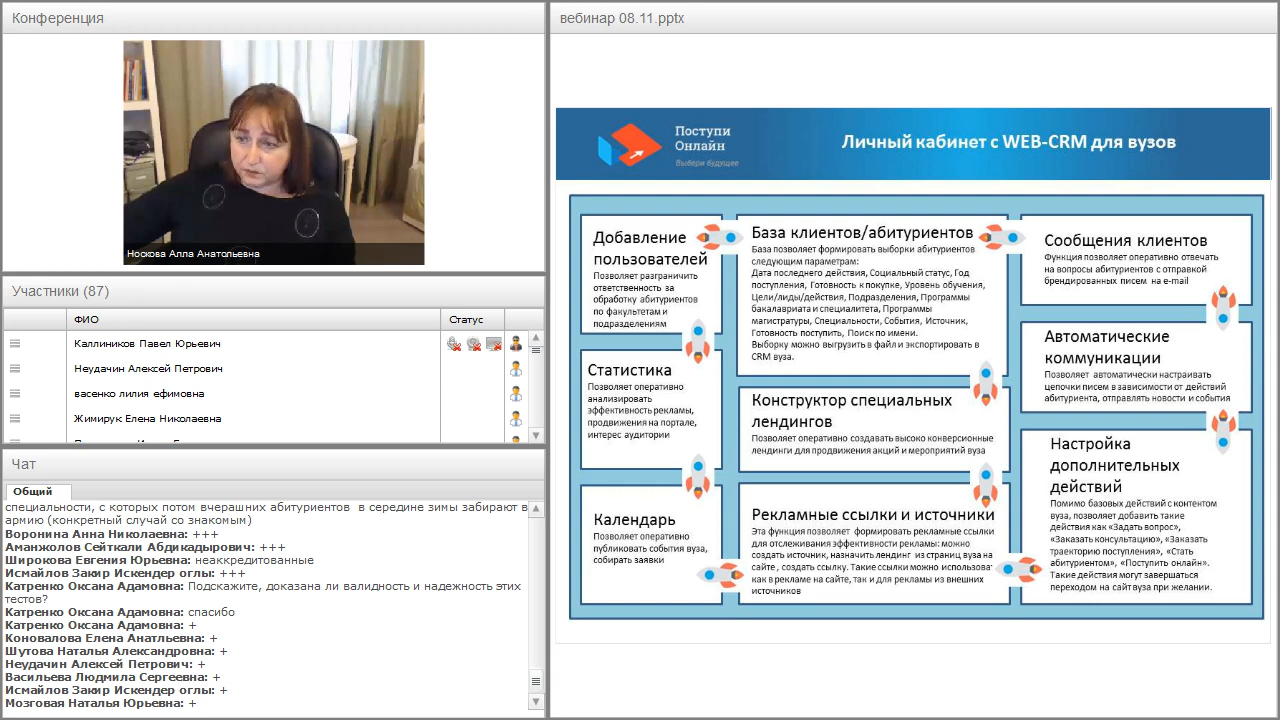 Конференция
Носкова Алла Анатольевна
Участники (87)
ФИО
Статус
Каллиников Павел Юрьевич
Неудачин Алексей Петрович
васенко лилия ефимовна
Жимирук Елена Николаевна
Чат
Общий
специальности, с которых потом вчерашних абитуриентов в середине зимы забирают в
армию (конкретный случай со знакомым)
Воронина Анна Николаевна: +++
Аманжолов Сейткали Абдикадырович: +++
Широкова Евгения Юрьевна: неаккредитованные
Исмайлов Закир Искендер оглы: +++
Катренко Оксана Адамовна: Подскажите, доказаны ли валидность и надежность этих
тестов?
Катренко Оксана Адамовна: спасибо
Катренко Оксана Адамовна: +
Коновалова Елена Анатльевна: +
Шутова Наталья Александровна: +
Неудачин Алексей Петрович: +
Васильева Людмила Сергеевна: +
Исмайлов Закир Искендер оглы: +
Мозговая Наталья Юрьевна: +
вебинар 08.11.pptx
Поступи
Онлайн
Выбери будущее
Личный кабинет с WEB-CRM для вузов
Добавление
пользователей
Позволяет разграничить
ответственность за
обработку абитуриентов
по факультетам и
подразделениям
Статистика
Позволяет оперативно
анализировать
эффективность рекламы,
продвижения на портале,
интерес аудитории
Календарь
Позволяет оперативно
публиковать события вуза,
собирать заявки
База клиентов/абитуриентов
База позволяет формировать выборки абитуриентов
следующим параметрам:
Дата последнего действия, Социальный статус, Год
поступления, Готовность к покупке, Уровень обучения,
Цели/лиды/действия, Подразделения, Программы
бакалавриата и специалитета, Программы
магистратуры, Специальности, События, Источник,
Готовность поступить, Поиск по имени.
Выборку можно выгрузить в файл и экспортировать в
CRM вуза.
Конструктор специальных
лендингов
Позволяет оперативно создавать высоко конверсионные
лендинги для продвижения акций и мероприятий вуза
Рекламные ссылки и источники
Эта функция позволяет формировать рекламные ссылки
для отслеживания эффективности рекламы: можно
создать источник, назначить лендинг из страниц вуза на
сайте, создать ссылку. Такие ссылки можно использова
как в рекламе на сайте, так и для рекламы из внешних
источников
Сообщения клиентов
Функция позволяет оперативно отвечать
на вопросы абитуриентов с отправкой
брендированных писем на e-mail
Автоматические
коммуникации
Позволяет автоматически настраивать
цепочки писем в зависимости от действий
абитуриента, отправлять новости и события
Настройка
дополнительных
действий
Помимо базовых действий с контентом
вуза, позволяет добавить такие
действия как «Задать вопрос»,
«Заказать консультацию», «Заказать
траекторию поступления», «Стать
абитуриентом», «Поступить онлайн».
Такие действия могут завершаться
переходом на сайт вуза при желании.